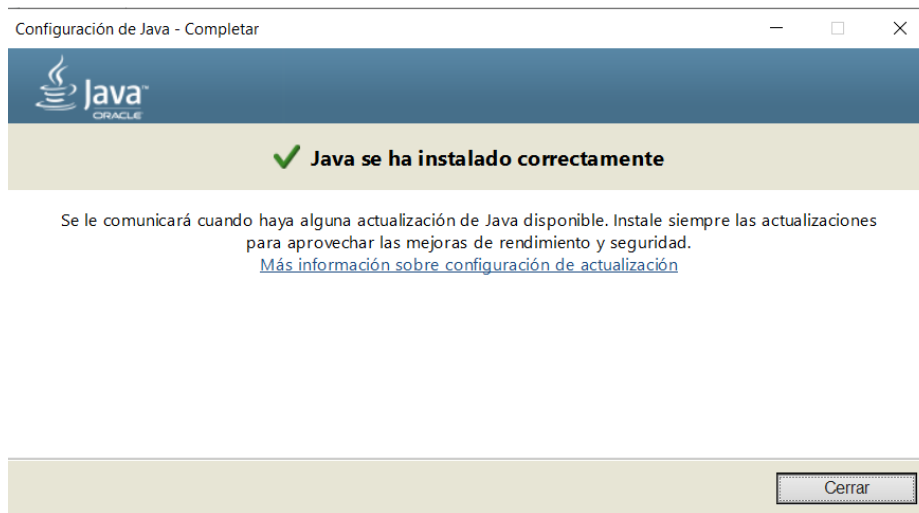 Configuración de Java - Completar
Java™
ORACLE
Java se ha instalado correctamente
Se le comunicará cuando haya alguna actualización de Java disponible. Instale siempre las actualizaciones
para aprovechar las mejoras de rendimiento y seguridad.
Más información sobre configuración de actualización
Cerrar